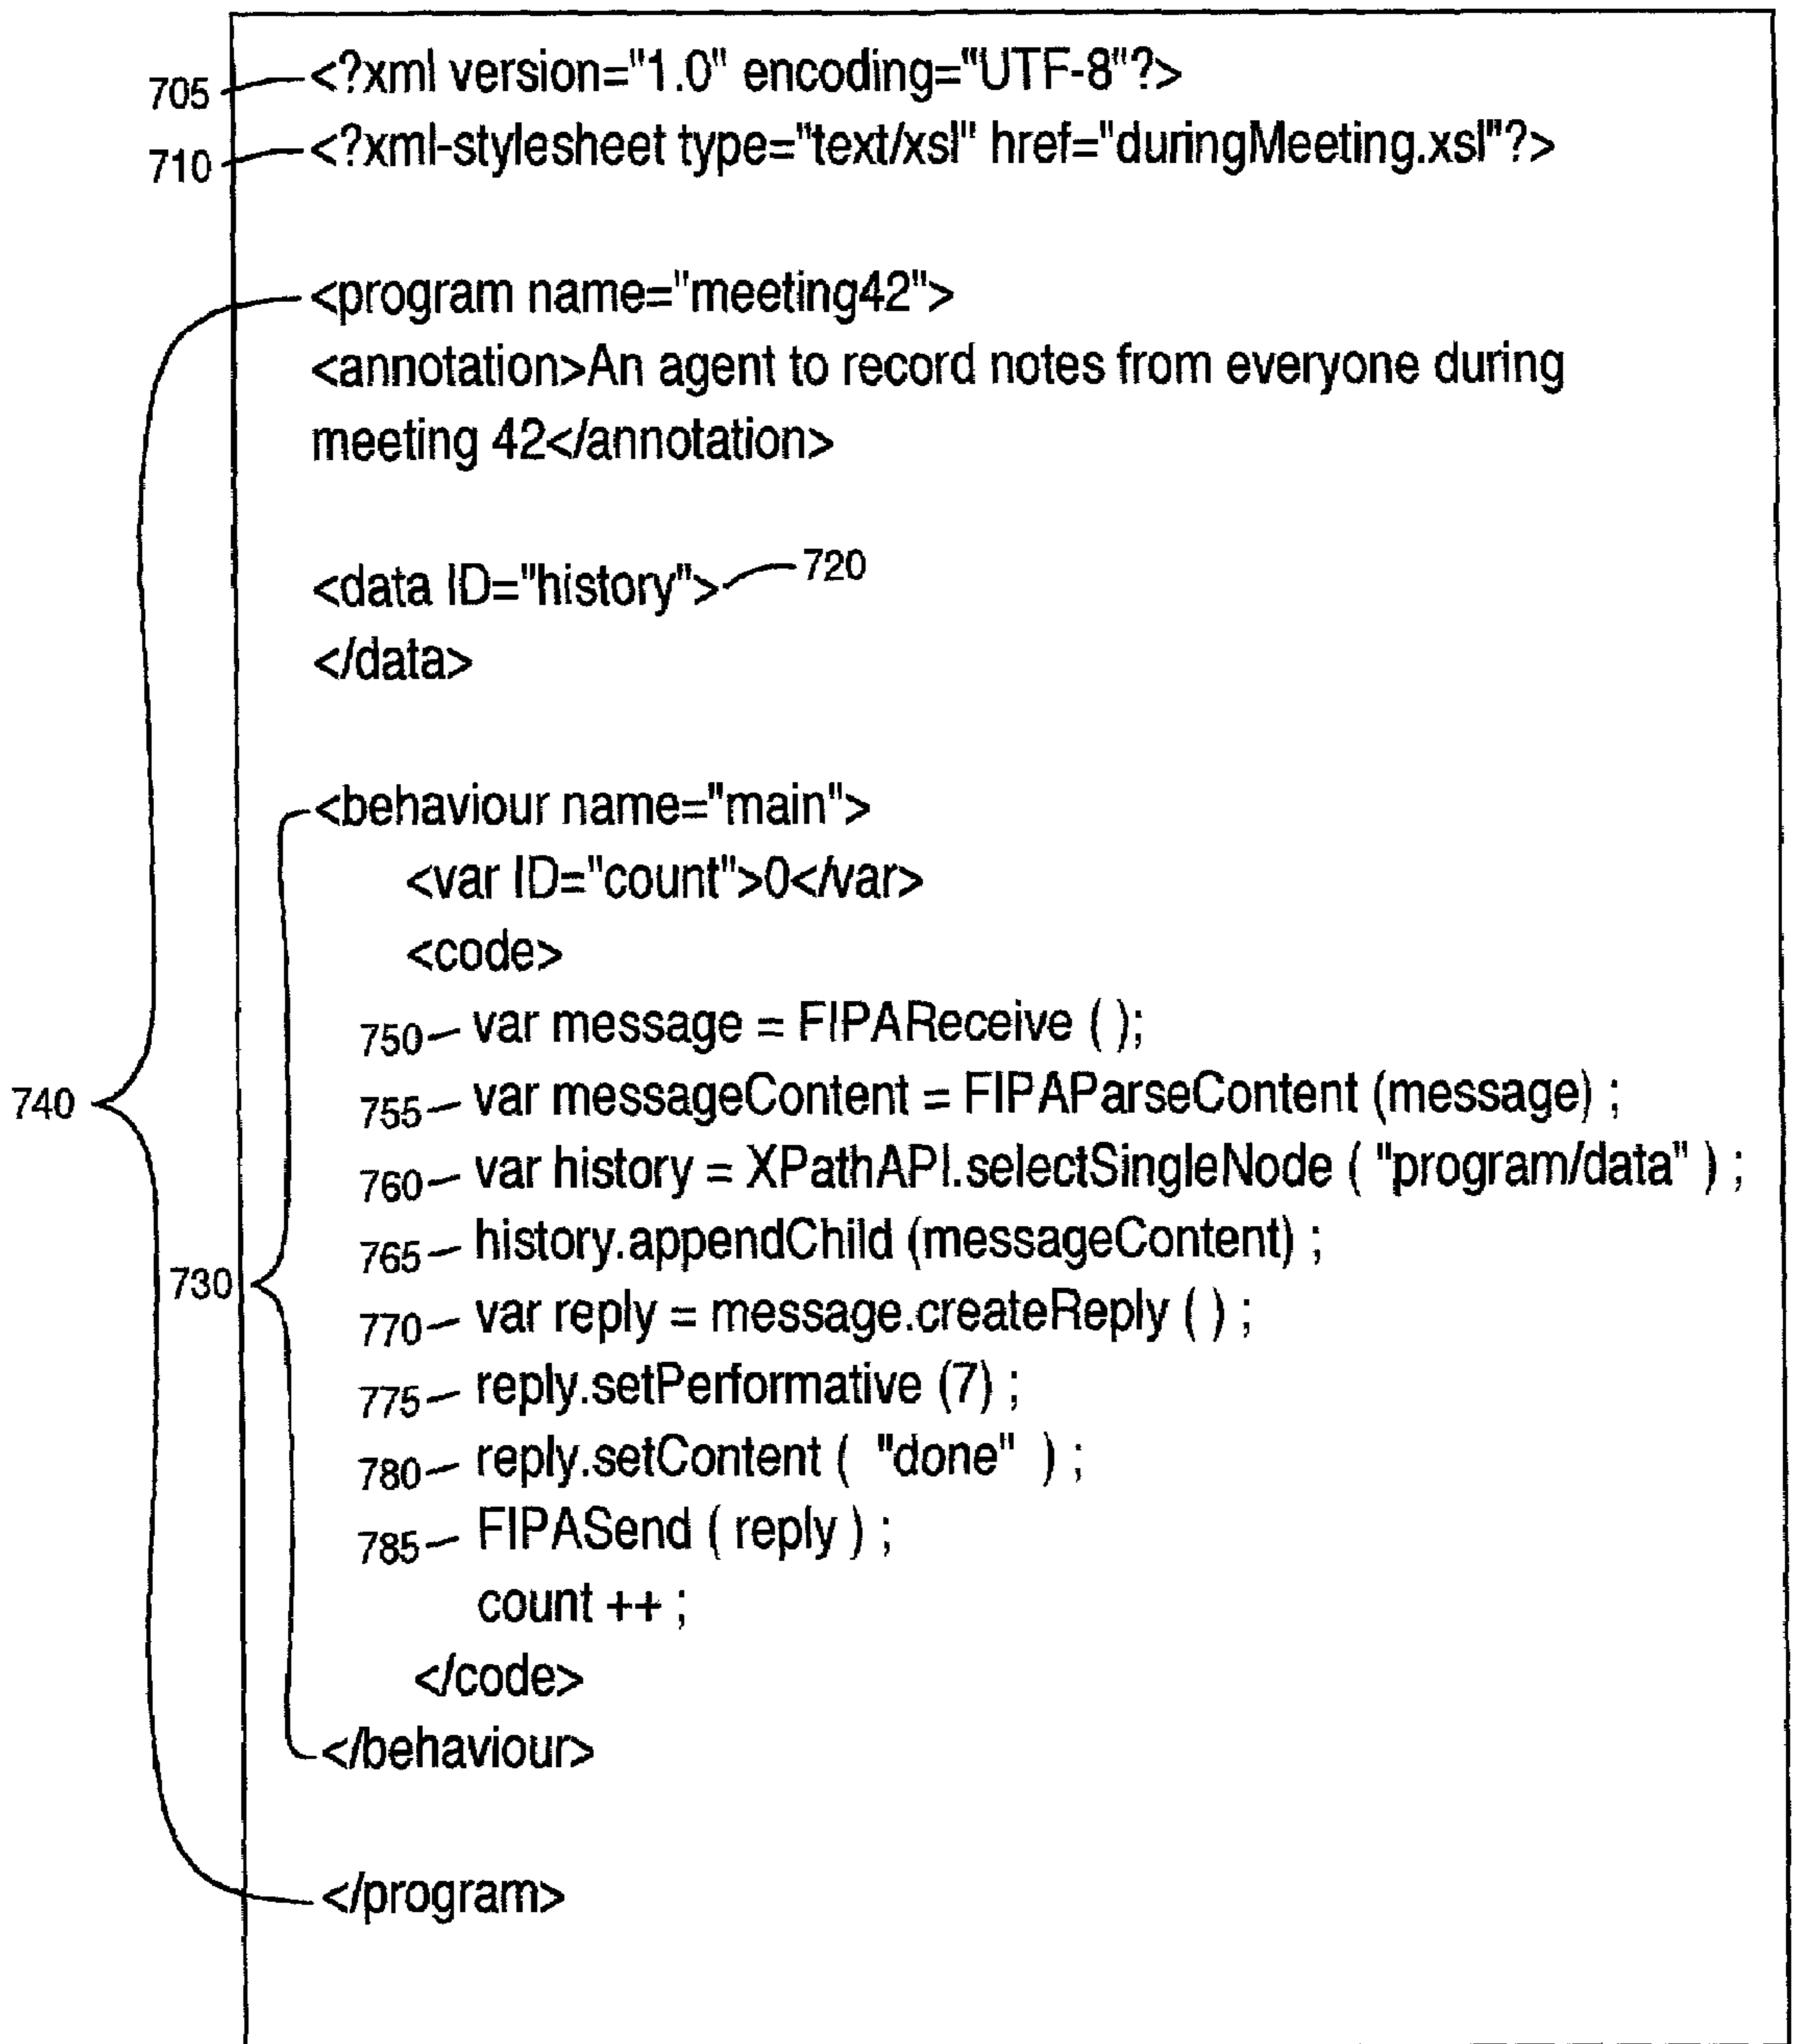 705 <?xml version="1.0" encoding="UTF-8"?>
710 <?xml-stylesheet type="text/xsl" href="duringMeeting.xsl"?>
<program name="meeting42">
<annotation>An agent to record notes from everyone during
meeting 42</annotation>
<data ID="history"> 720
</data>
<behaviour name="main">
<var ID="count">0</var>
<code>
750 var message = FIPAReceive ( );
740
755 var messageContent = FIPAParseContent (message) ;
760 var history = XPathAPI.selectSingleNode ( "program/data" ) ;
765 history.appendChild (messageContent) ;
730
770 var reply = message.createReply ( ) ;
775 reply.setPerformative (7) ;
780 reply.setContent ( "done" ) ;
785 FIPASend ( reply ) ;
count ++ ;
</code>
</behaviour>
</program>